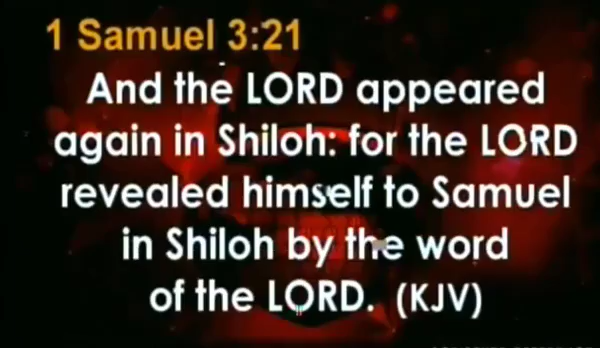 1 Samuel 3:21
And the LORD appeared
again in Shiloh: for the LORD
revealed himself to Samuel
in Shiloh by the word
of the LORD. (KJV)